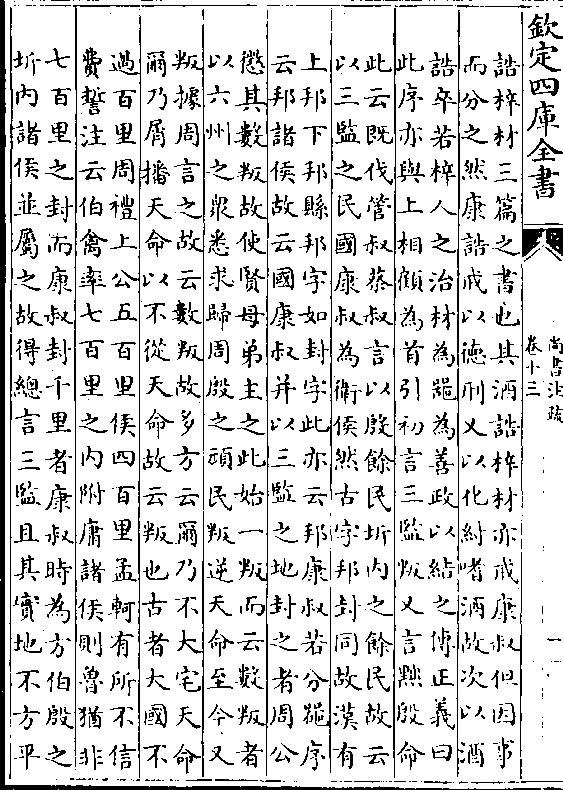 欽定四庫全書
尚書注疏
卷十三
一
誥梓材三篇之書也其酒誥梓材亦戒康叔但因事
而分之然康誥戒以德刑又以化紂嗜酒故次以酒
誥卒若梓人之治材為器為善政以結之傳正義曰
此序亦與上相顧為首引初言三監叛又言黜殷命
此云既伐管叔蔡叔言以殷餘民圻内之餘民故云
以三監之民國康叔為衛侯然古字邦封同故漢有
上邦下邦縣邦字如封字此亦云邦康叔若分器序
云邦諸侯故云國康叔并以三監之地封之者周公
懲其數叛故使賢母弟主之此始一叛而云數叛者
以六州之衆悉求歸周殷之頑民叛逆天命至今又
叛據周言之故云數叛故多方云爾乃不大宅天命
爾乃屑播天命以不從天命故云叛也古者大國不
過百里周禮上公五百里侯四百里孟軻有所不信
費誓注云伯禽率七百里之内附庸諸侯則魯猶非
七百里之封而康叔封千里者康叔時為方伯殷之
圻内諸侯並屬之故得總言三監且其實地不方平